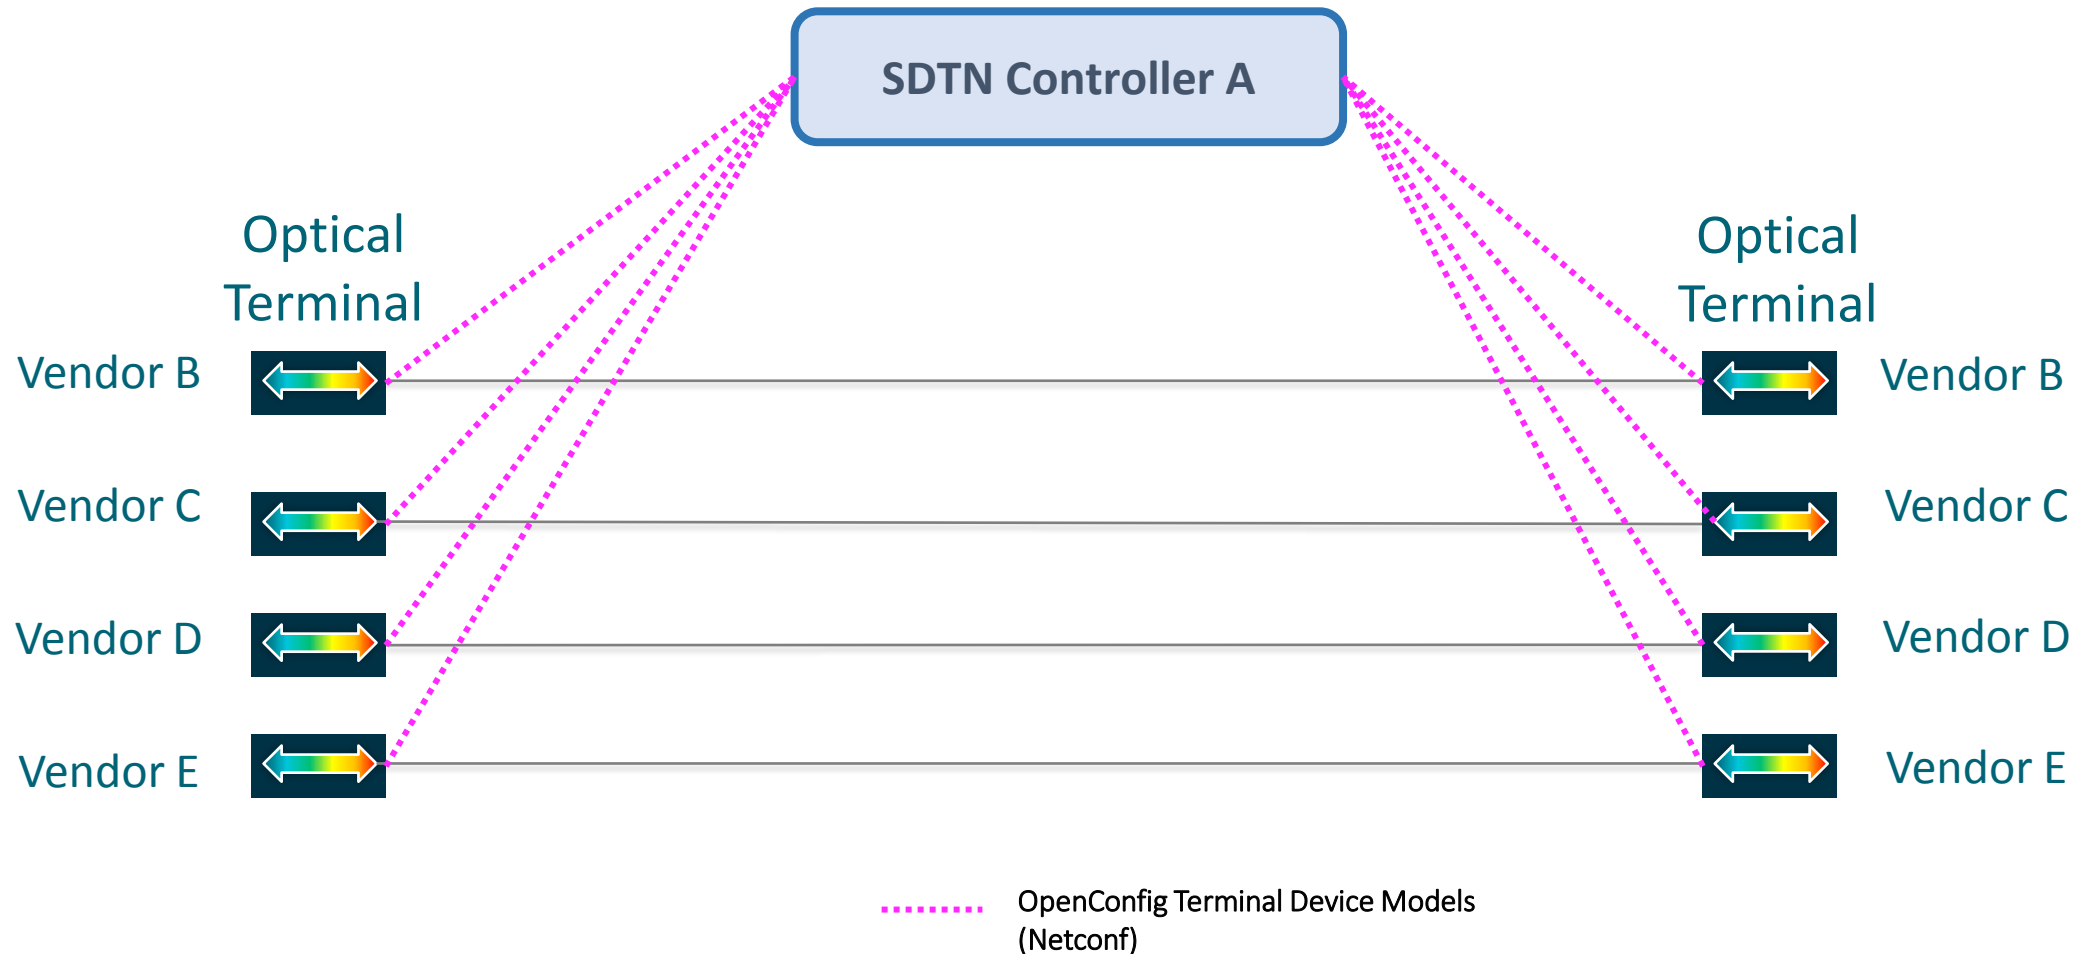 SDTN Controller A
Optical
Terminal
Optical
Terminal
Vendor B
Vendor B
Vendor C
Vendor C
Vendor D
Vendor D
Vendor E
Vendor E
OpenConfig Terminal Device Models
(Netconf)